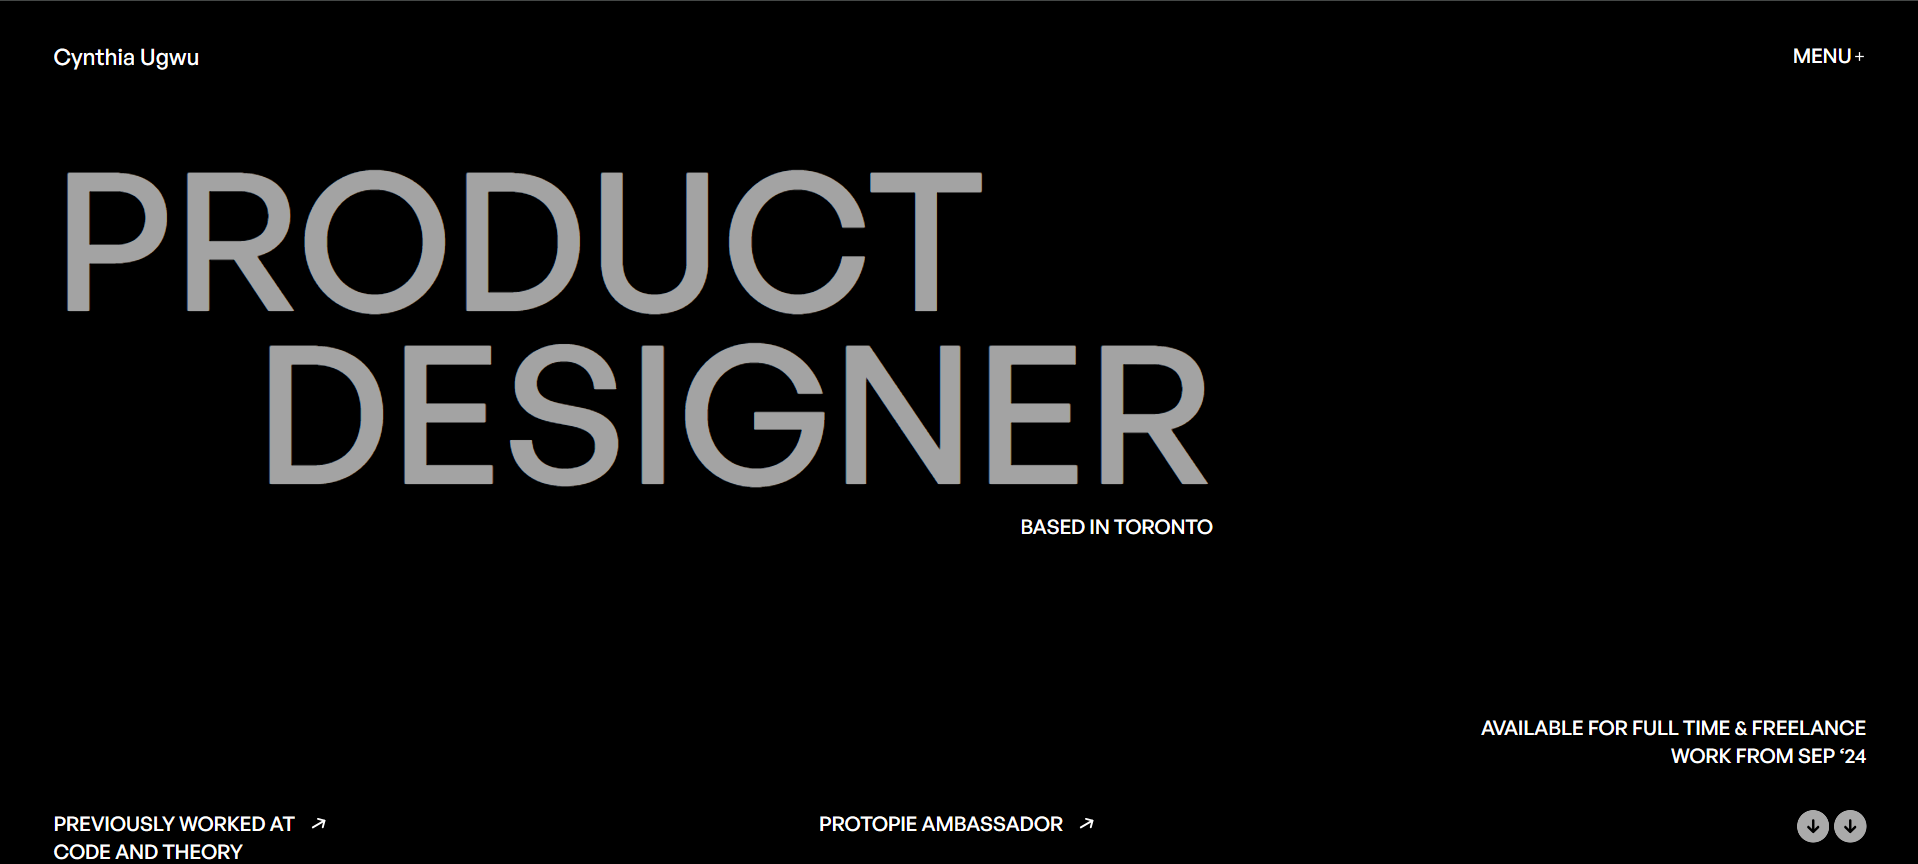 Cynthia Ugwu
MENU+
PRODUCT
DESIGNER
BASED IN TORONTO
AVAILABLE FOR FULL TIME & FREELANCE
WORK FROM SEP ‘24
PREVIOUSLY WORKED AT ↗
CODE AND THEORY
PROTOPIE AMBASSADOR ↗